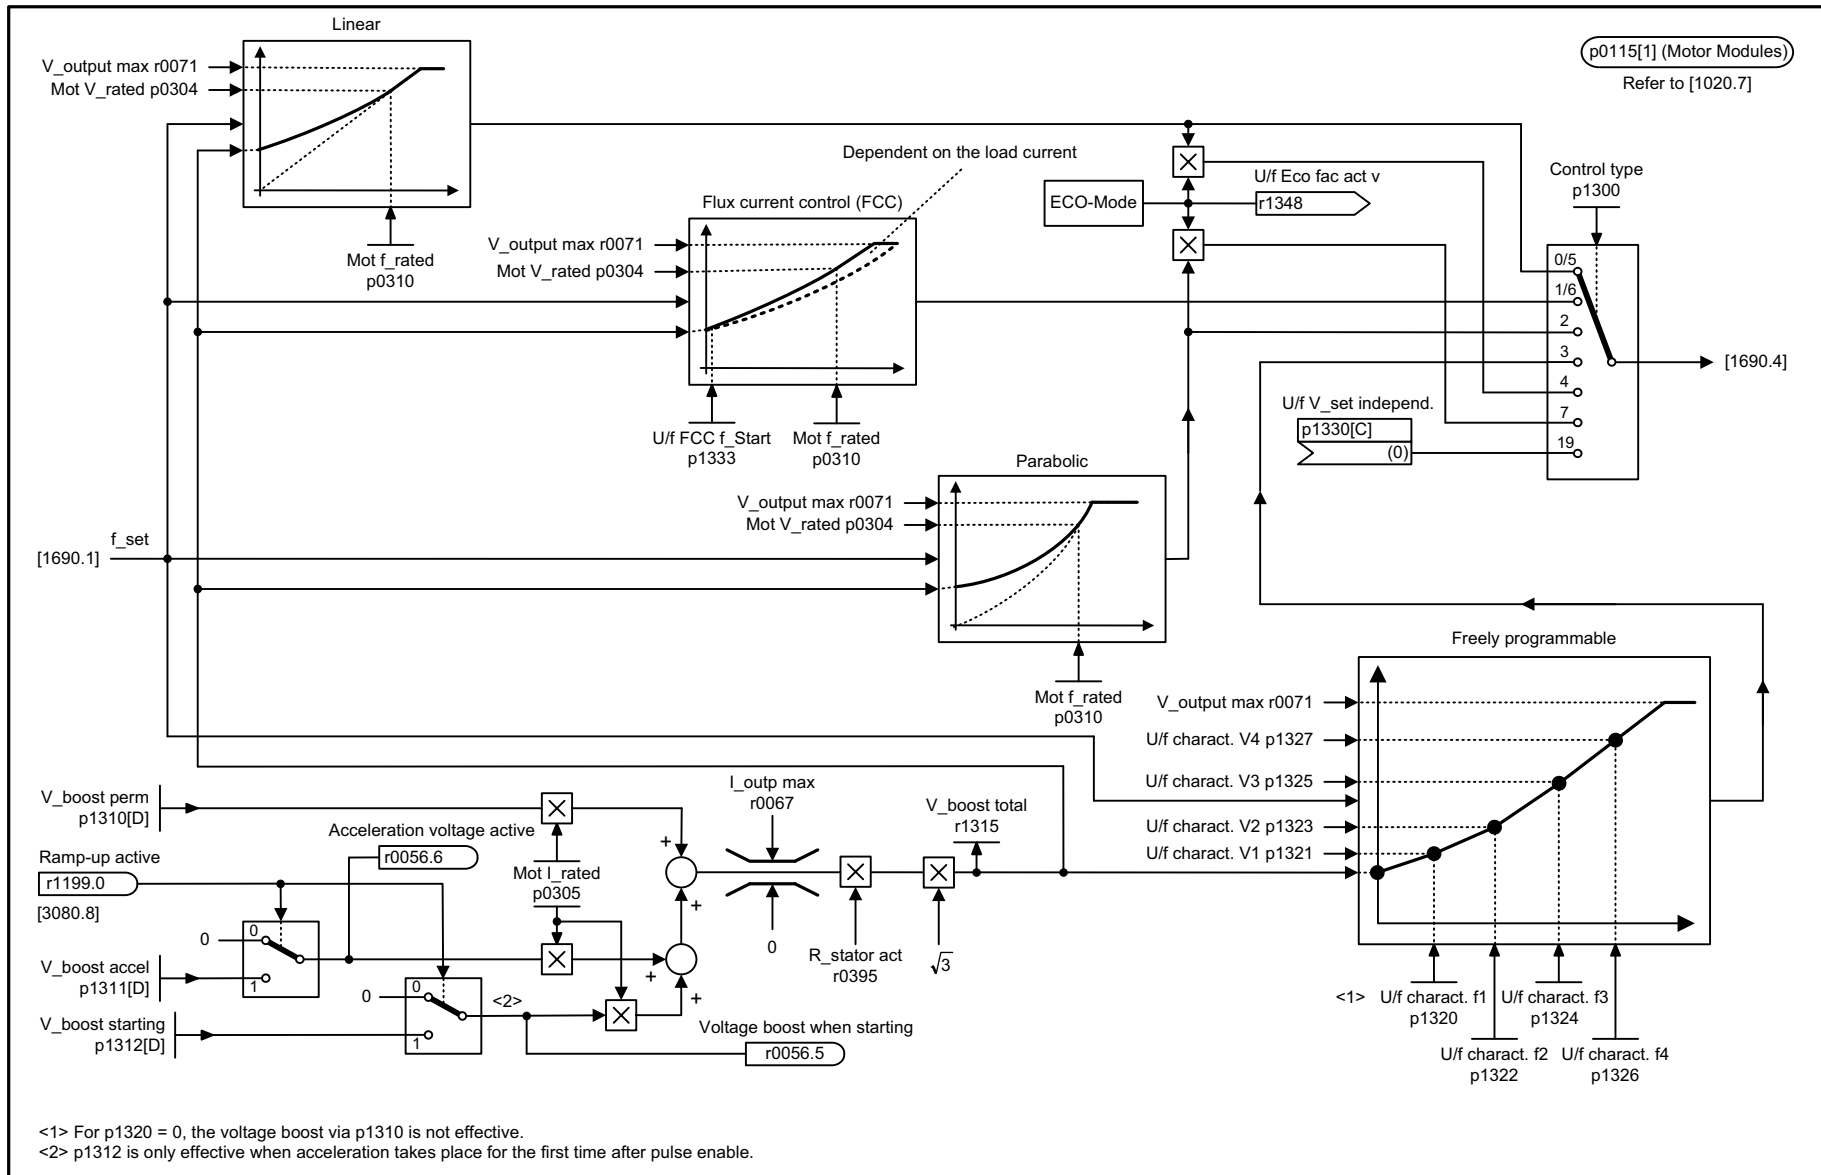 Linear
p0115[1] (Motor Modules)
Refer to [1020.7]
V_output max r0071
Mot V_rated p0304
Mot f_rated
p0310
Dependent on the load current
Flux current control (FCC)
V_output max r0071
Mot V_rated p0304
U/f FCC f_Start
p1333
Mot f_rated
p0310
ECO-Mode
U/f Eco fac act v
r1348
Control type
p1300
0/5
1/6
2
3
4
7
19
[1690.4]
U/f V_set independ.
p1330[C]
(0)
Parabolic
V_output max r0071
Mot V_rated p0304
Mot f_rated
p0310
f_set
[1690.1]
Freely programmable
V_output max r0071
U/f charact. V4 p1327
U/f charact. V3 p1325
U/f charact. V2 p1323
U/f charact. V1 p1321
<1>
U/f charact. f1
p1320
U/f charact. f3
p1324
U/f charact. f2
p1322
U/f charact. f4
p1326
V_boost perm
p1310[D]
Acceleration voltage active
r0056.6
Ramp-up active
r1199.0
[3080.8]
Mot I_rated
p0305
I_outp max
r0067
0
V_boost total
r1315
R_stator act
r0395
√3
+
+
+
+
0
0
1
V_boost accel
p1311[D]
0
0
1
<2>
V_boost starting
p1312[D]
Voltage boost when starting
r0056.5
<1> For p1320 = 0, the voltage boost via p1310 is not effective.
<2> p1312 is only effective when acceleration takes place for the first time after pulse enable.